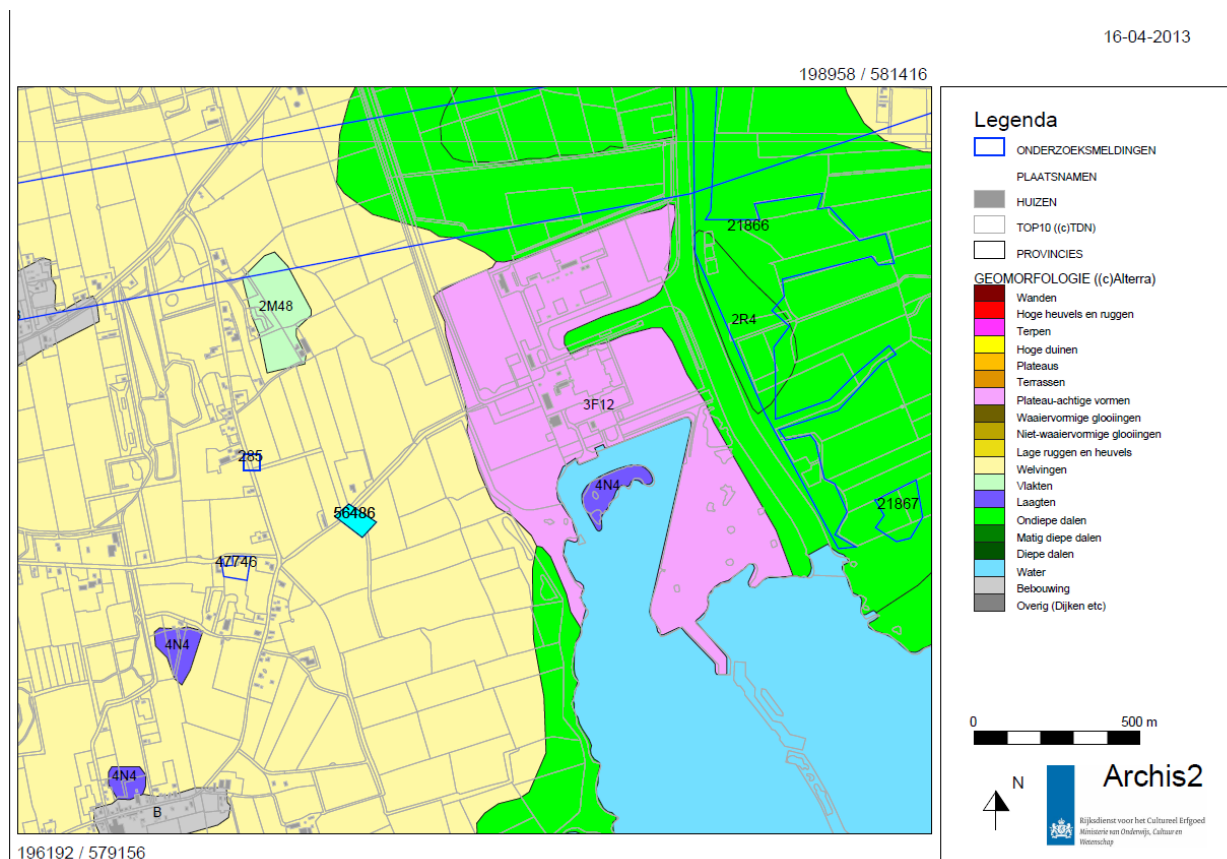 16-04-2013
198958 / 581416
21866
2M48
2R4
3F12
285
4N4
56486
21867
47746
4N4
4N4
B
196192 / 579156
Legenda
ONDERZOEKSMELDINGEN
PLAATSNAMEN
HUIZEN
TOP10 ((c)TDN)
PROVINCIES
GEOMORFOLOGIE ((c)Alterra)
Wanden
Hoge heuvels en ruggen
Terpen
Hoge duinen
Plateaus
Terrassen
Plateau-achtige vormen
Waaiervormige glooiingen
Niet-waaiervormige glooiingen
Lage ruggen en heuvels
Welvingen
Vlakten
Laagten
Ondiepe dalen
Matig diepe dalen
Diepe dalen
Water
Bebouwing
Overig (Dijken etc)
0 500 m
N
Archis2
Rijksdienst voor het Cultureel Erfgoed
Ministerie van Onderwijs, Cultuur en
Wetenschap